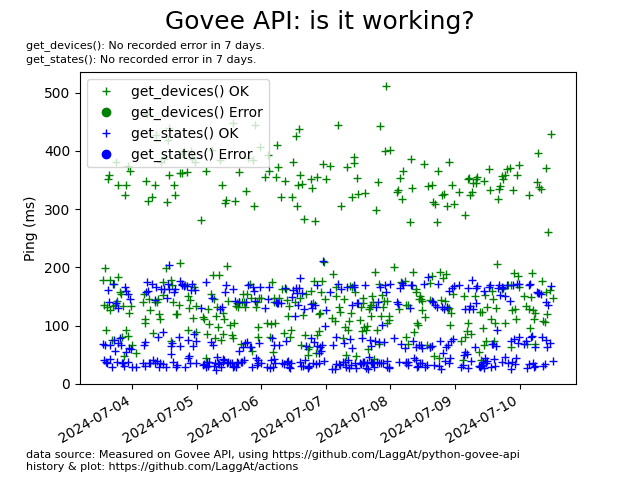 Govee API: is it working?
get_devices(): No recorded error in 7 days.
get_states(): No recorded error in 7 days.
get_devices() OK
get_devices() Error
get_states() OK
get_states() Error
500
400
300
200
100
0
Ping (ms)
2024-07-04
2024-07-05
2024-07-06
2024-07-07
2024-07-08
2024-07-09
2024-07-10
data source: Measured on Govee API, using https://github.com/LaggAt/python-govee-api
history & plot: https://github.com/LaggAt/actions